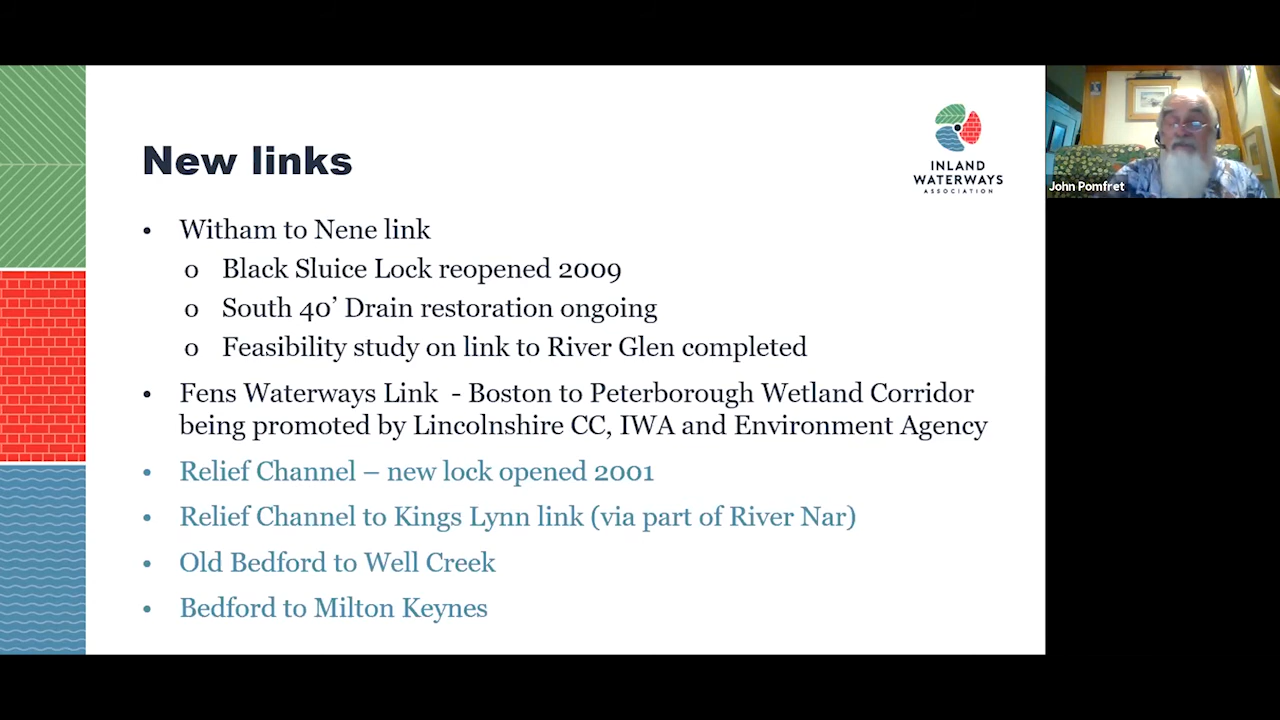 New links
INLAND
WATERWAYS
ASSOCIATION
John Pomfret
• Witham to Nene link
o Black Sluice Lock reopened 2009
o South 40’ Drain restoration ongoing
o Feasibility study on link to River Glen completed
• Fens Waterways Link - Boston to Peterborough Wetland Corridor
being promoted by Lincolnshire CC, IWA and Environment Agency
• Relief Channel – new lock opened 2001
• Relief Channel to Kings Lynn link (via part of River Nar)
• Old Bedford to Well Creek
• Bedford to Milton Keynes